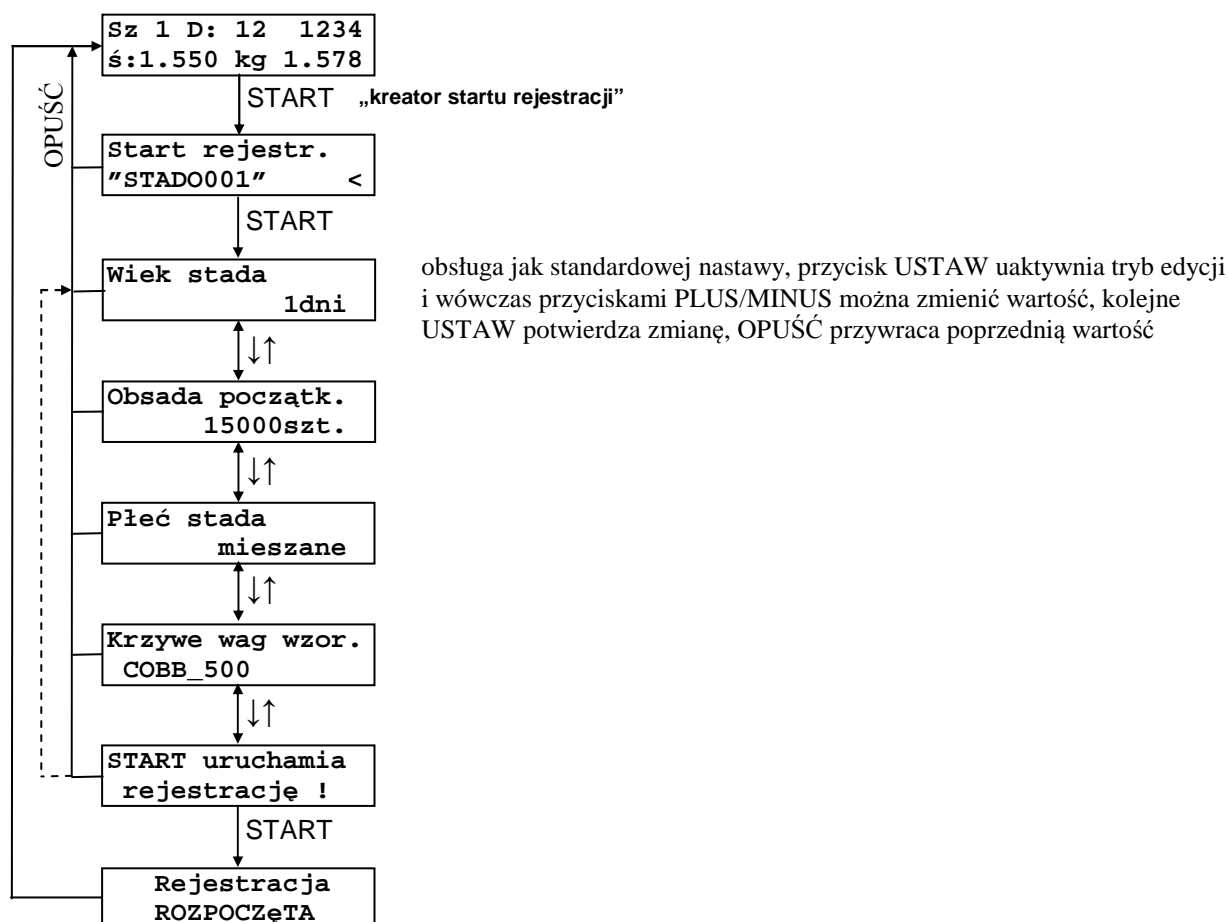 Sz 1 D: 12 1234
ś:1.550 kg 1.578
OPUŚĆ
START „kreator startu rejestracji”
Start rejestr.
"STADO001" <
START
Wiek stada
1dni
obsługa jak standardowej nastawy, przycisk USTAW uaktywnia tryb edycji
i wówczas przyciskami PLUS/MINUS można zmienić wartość, kolejne
USTAW potwierdza zmianę, OPUŚĆ przywraca poprzednią wartość
↓↑
Obsada początk.
15000szt.
↓↑
Płeć stada
mieszane
↓↑
Krzywe wag wzor.
COBB_500
↓↑
START uruchamia
rejestrację !
START
Rejestracja
ROZPOCZęTA